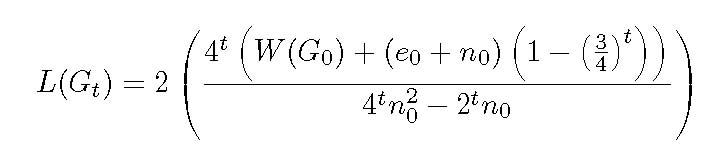 L(G_t) = 2 \left( \frac{4^t \left( W(G_0) + (e_0 + n_0) \left( 1 - \left( \frac{3}{4} \right)^t \right) \right)}{4^t n_0^2 - 2^t n_0} \right)